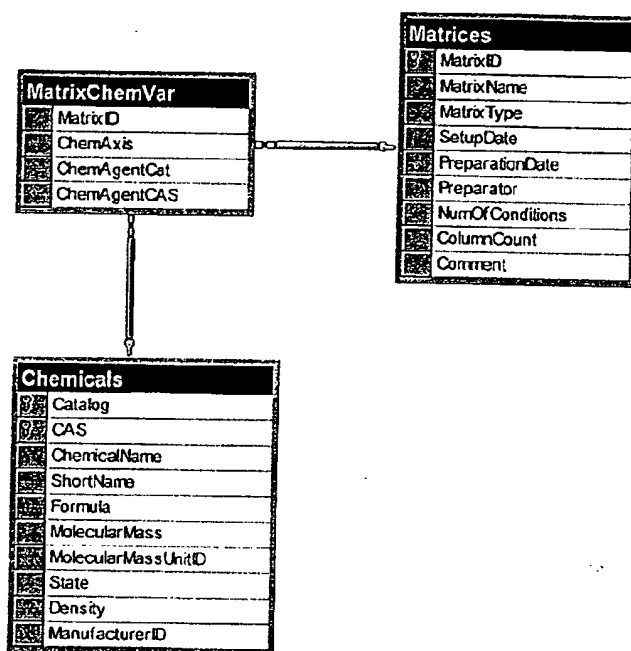 Matrices
MatrixID
MatrixName
MatrixType
SetupDate
PreparationDate
Preparator
NumOfConditions
ColumnCount
Comment
MatrixChemVar
MatrixID
ChemAxis
ChemAgentCat
ChemAgentCAS
Chemicals
Catalog
CAS
ChemicalName
ShortName
Formula
MolecularMass
MolecularMassUnitID
State
Density
ManufacturerID